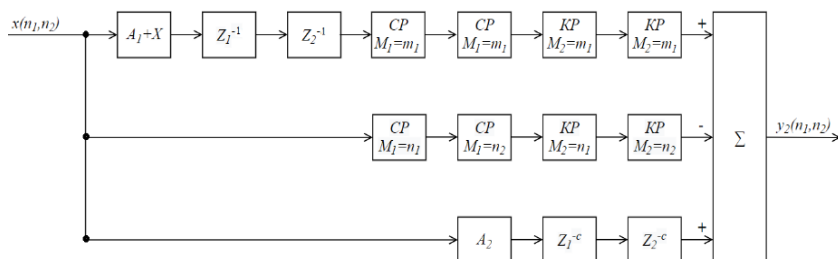 x(n₁,n₂)
A₁+X
Z₁⁻¹
Z₂⁻¹
CP
M₁=m₁
CP
M₁=m₁
KP
M₂=m₁
KP
M₂=m₁
+
CP
M₁=n₁
CP
M₁=n₂
KP
M₂=n₁
KP
M₂=n₂
-
Σ
y₂(n₁,n₂)
A₂
Z₁⁻ᶜ
Z₂⁻ᶜ
+